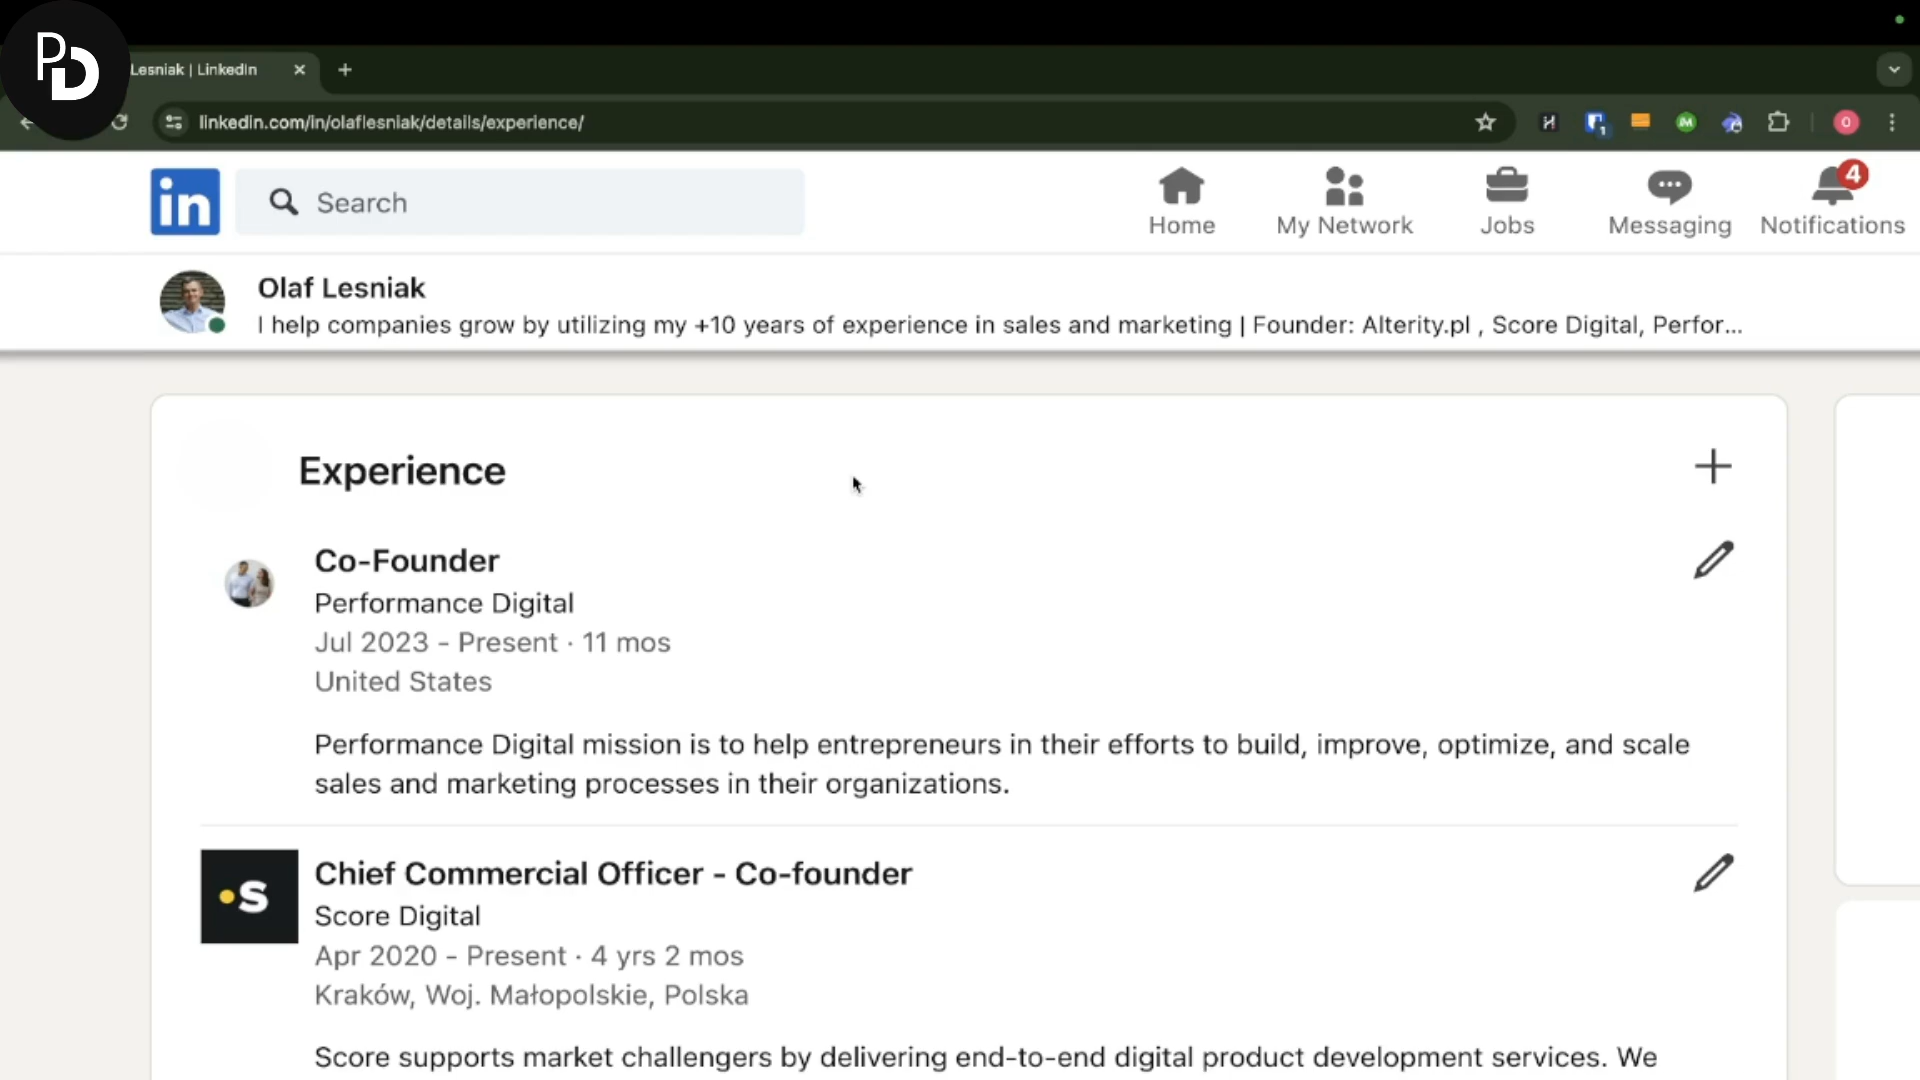 PD
Lesniak | LinkedIn
linkedin.com/in/olaflesniak/details/experience/
1
O
in
Search
Home
My Network
Jobs
Messaging
4
Notifications
Olaf Lesniak
I help companies grow by utilizing my +10 years of experience in sales and marketing | Founder: Alterity.pl , Score Digital, Perfor...
Experience
Co-Founder
Performance Digital
Jul 2023 - Present · 11 mos
United States
Performance Digital mission is to help entrepreneurs in their efforts to build, improve, optimize, and scale
sales and marketing processes in their organizations.
S
Chief Commercial Officer - Co-founder
Score Digital
Apr 2020 - Present · 4 yrs 2 mos
Kraków, Woj. Małopolskie, Polska
Score supports market challengers by delivering end-to-end digital product development services. We